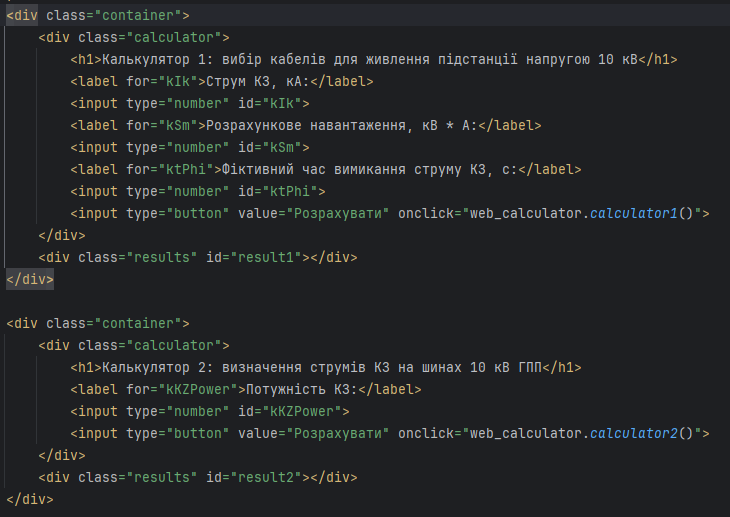 <div class="container">
<div class="calculator">
<h1>Калькулятор 1: вибір кабелів для живлення підстанції напругою 10 кВ</h1>
<label for="kIk">Струм КЗ, кА:</label>
<input type="number" id="kIk">
<label for="kSm">Розрахункове навантаження, кВ * А:</label>
<input type="number" id="kSm">
<label for="ktPhi">Фіктивний час вимикання струму КЗ, с:</label>
<input type="number" id="ktPhi">
<input type="button" value="Розрахувати" onclick="web_calculator.calculator1()">
</div>
<div class="results" id="result1"></div>
</div>
<div class="container">
<div class="calculator">
<h1>Калькулятор 2: визначення струмів КЗ на шинах 10 кВ ГПП</h1>
<label for="kKZPower">Потужність КЗ:</label>
<input type="number" id="kKZPower">
<input type="button" value="Розрахувати" onclick="web_calculator.calculator2()">
</div>
<div class="results" id="result2"></div>
</div>